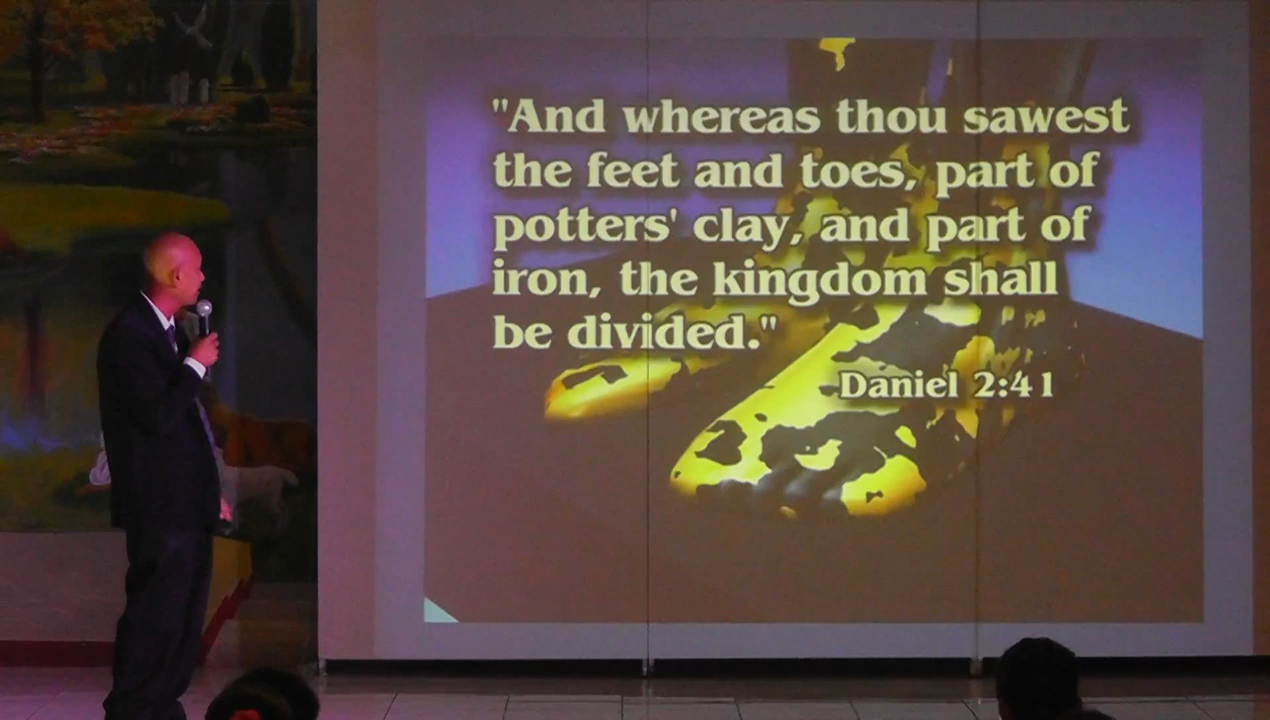 "And whereas thou sawest
the feet and toes, part of
potters' clay, and part of
iron, the kingdom shall
be divided."
Daniel 2:41